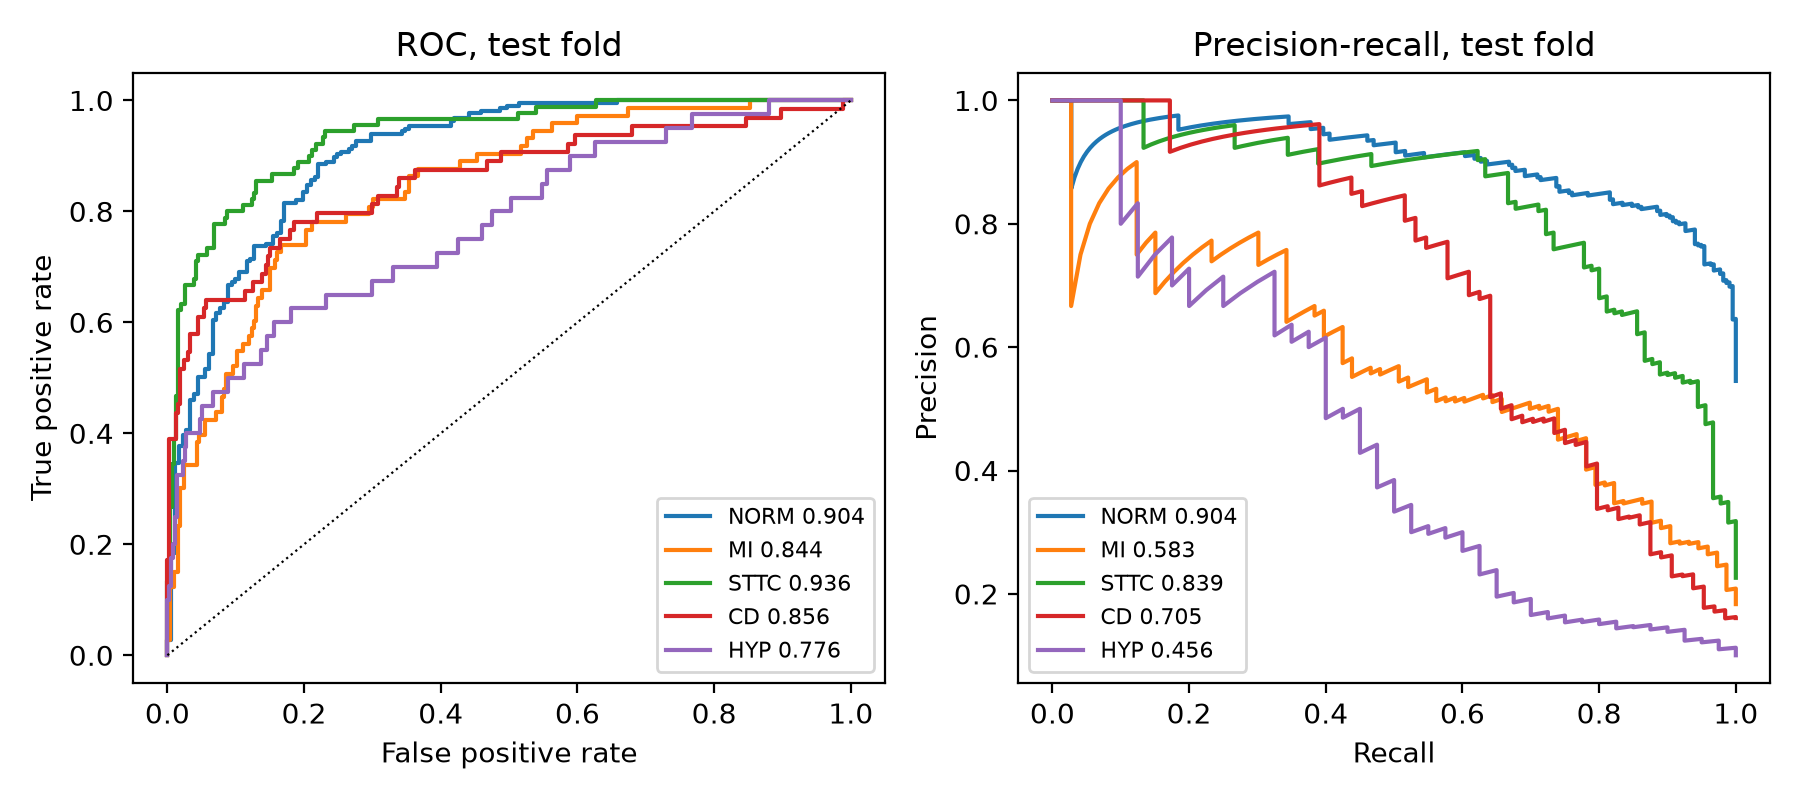 ROC, test fold
True positive rate
1.0
0.8
0.6
0.4
0.2
0.0
NORM 0.904
MI 0.844
STTC 0.936
CD 0.856
HYP 0.776
0.0 0.2 0.4 0.6 0.8 1.0
False positive rate
Precision-recall, test fold
Precision
1.0
0.8
0.6
0.4
0.2
NORM 0.904
MI 0.583
STTC 0.839
CD 0.705
HYP 0.456
0.0 0.2 0.4 0.6 0.8 1.0
Recall